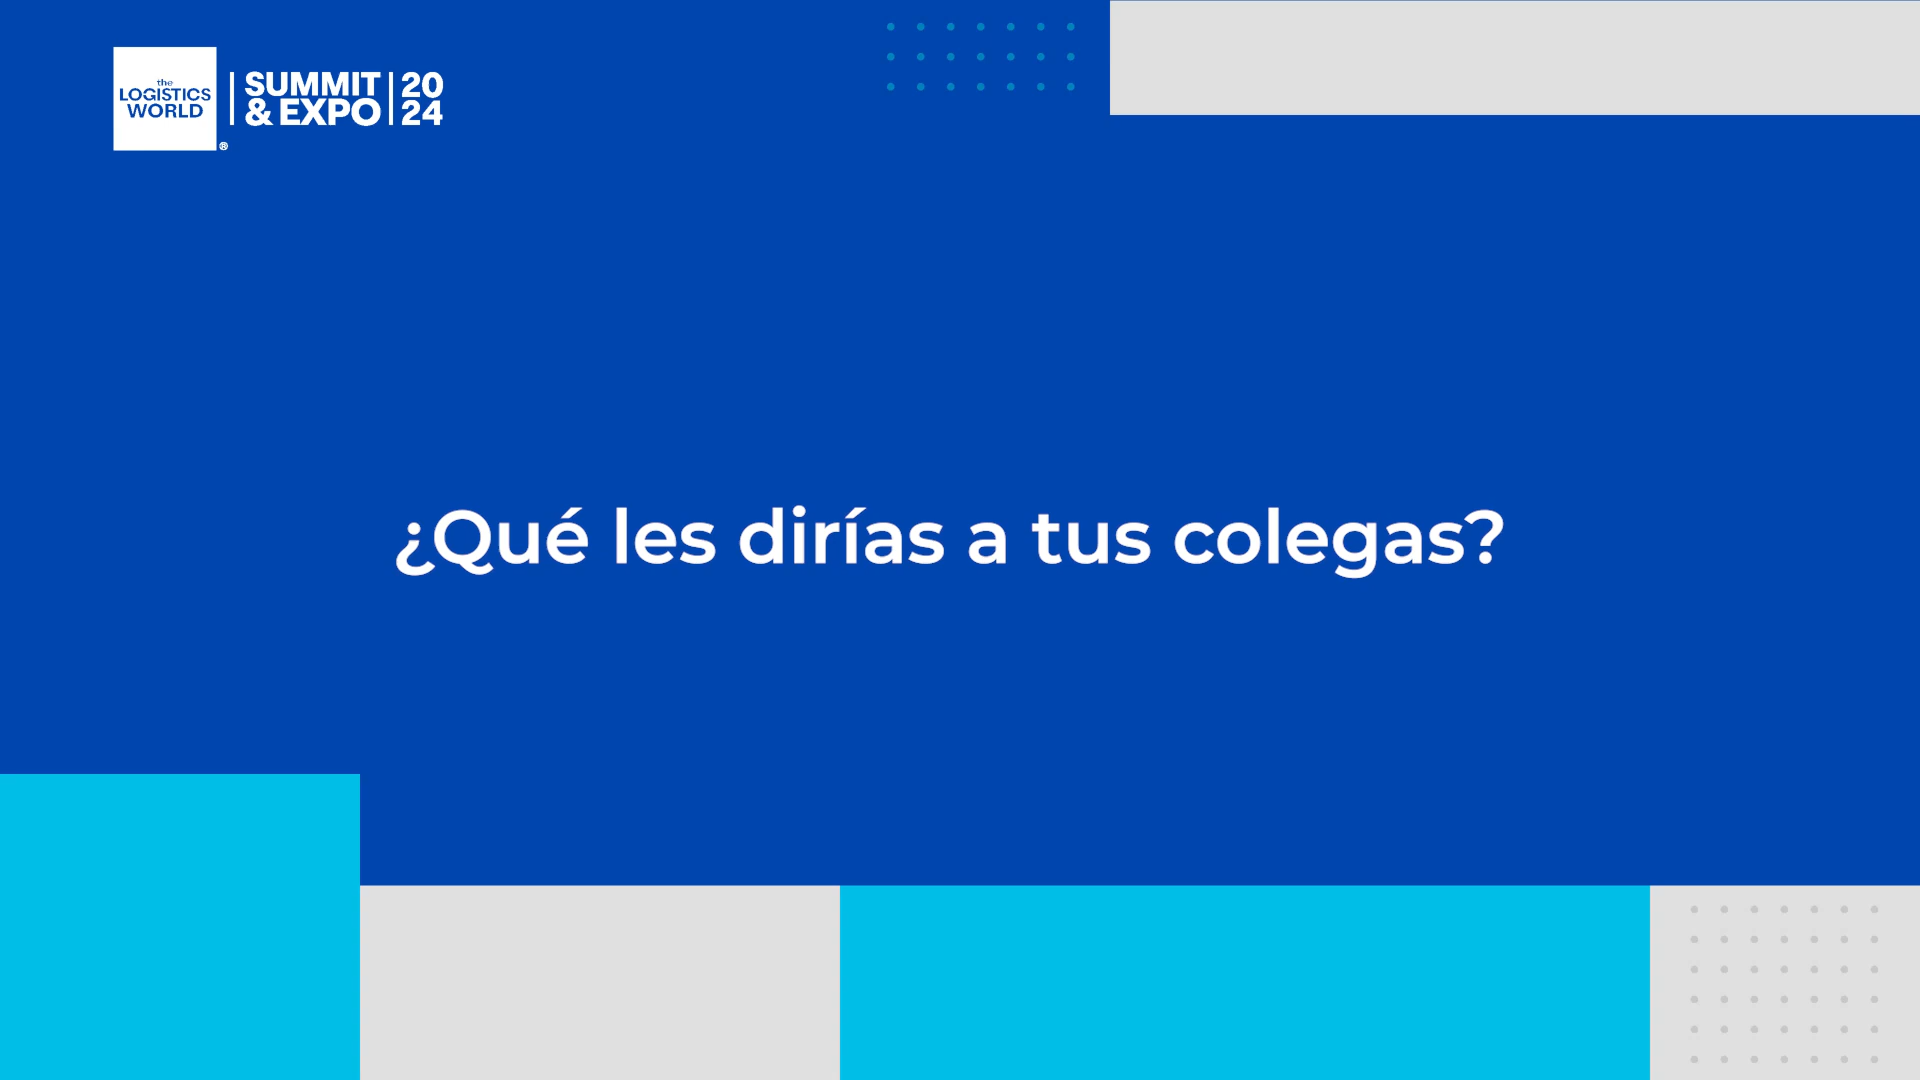 the
LOGISTICS
WORLD
®
SUMMIT
& EXPO
20
24
¿Qué les dirías a tus colegas?